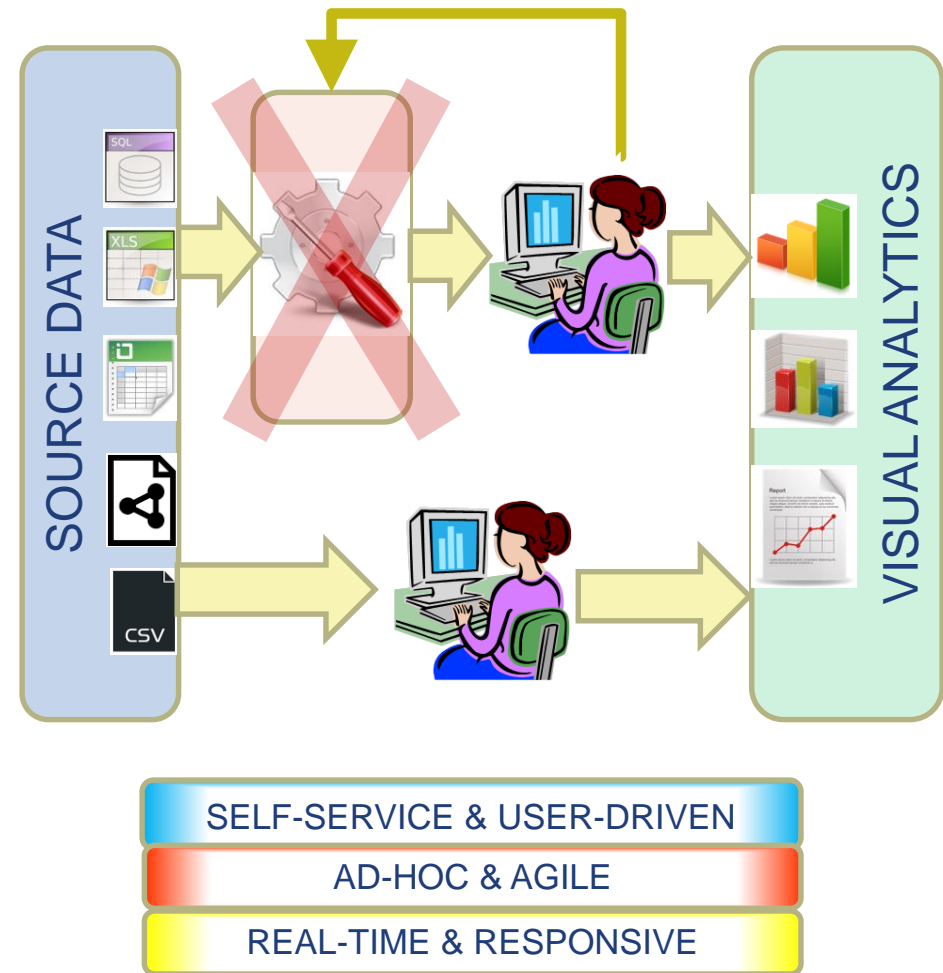 SOURCE DATA
SQL
XLS
CSV
VISUAL ANALYTICS
Report
SELF-SERVICE & USER-DRIVEN
AD-HOC & AGILE
REAL-TIME & RESPONSIVE